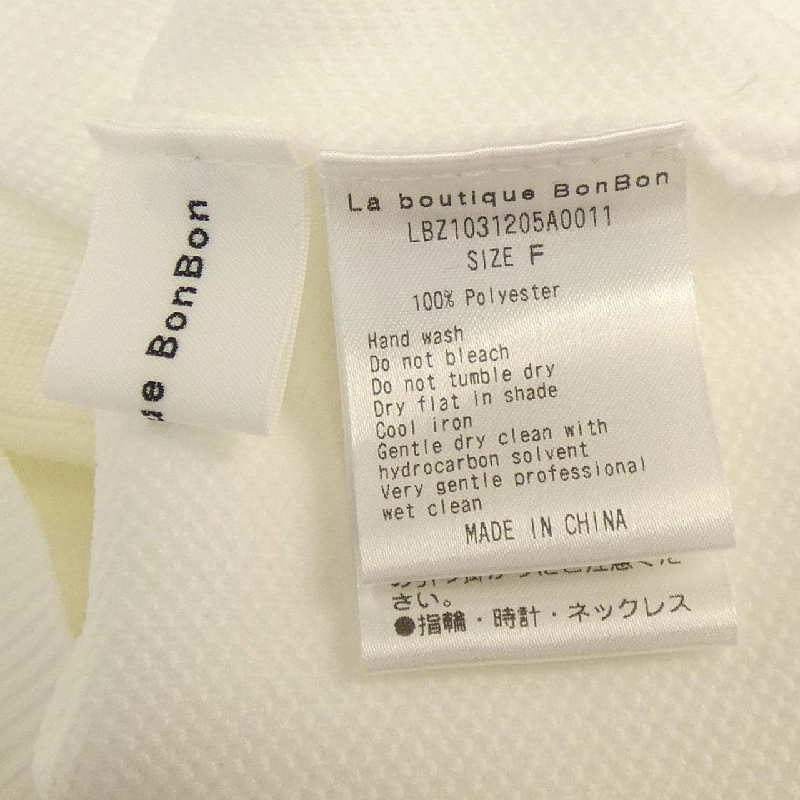 ue BonBon
La boutique BonBon
LBZ1031205A0011
SIZE F
100% Polyester
Hand wash
Do not bleach
Do not tumble dry
Dry flat in shade
Cool iron
Gentle dry clean with
hydrocarbon solvent
Very gentle professional
wet clean
MADE IN CHINA
さい。
●指輪・時計・ネックレス